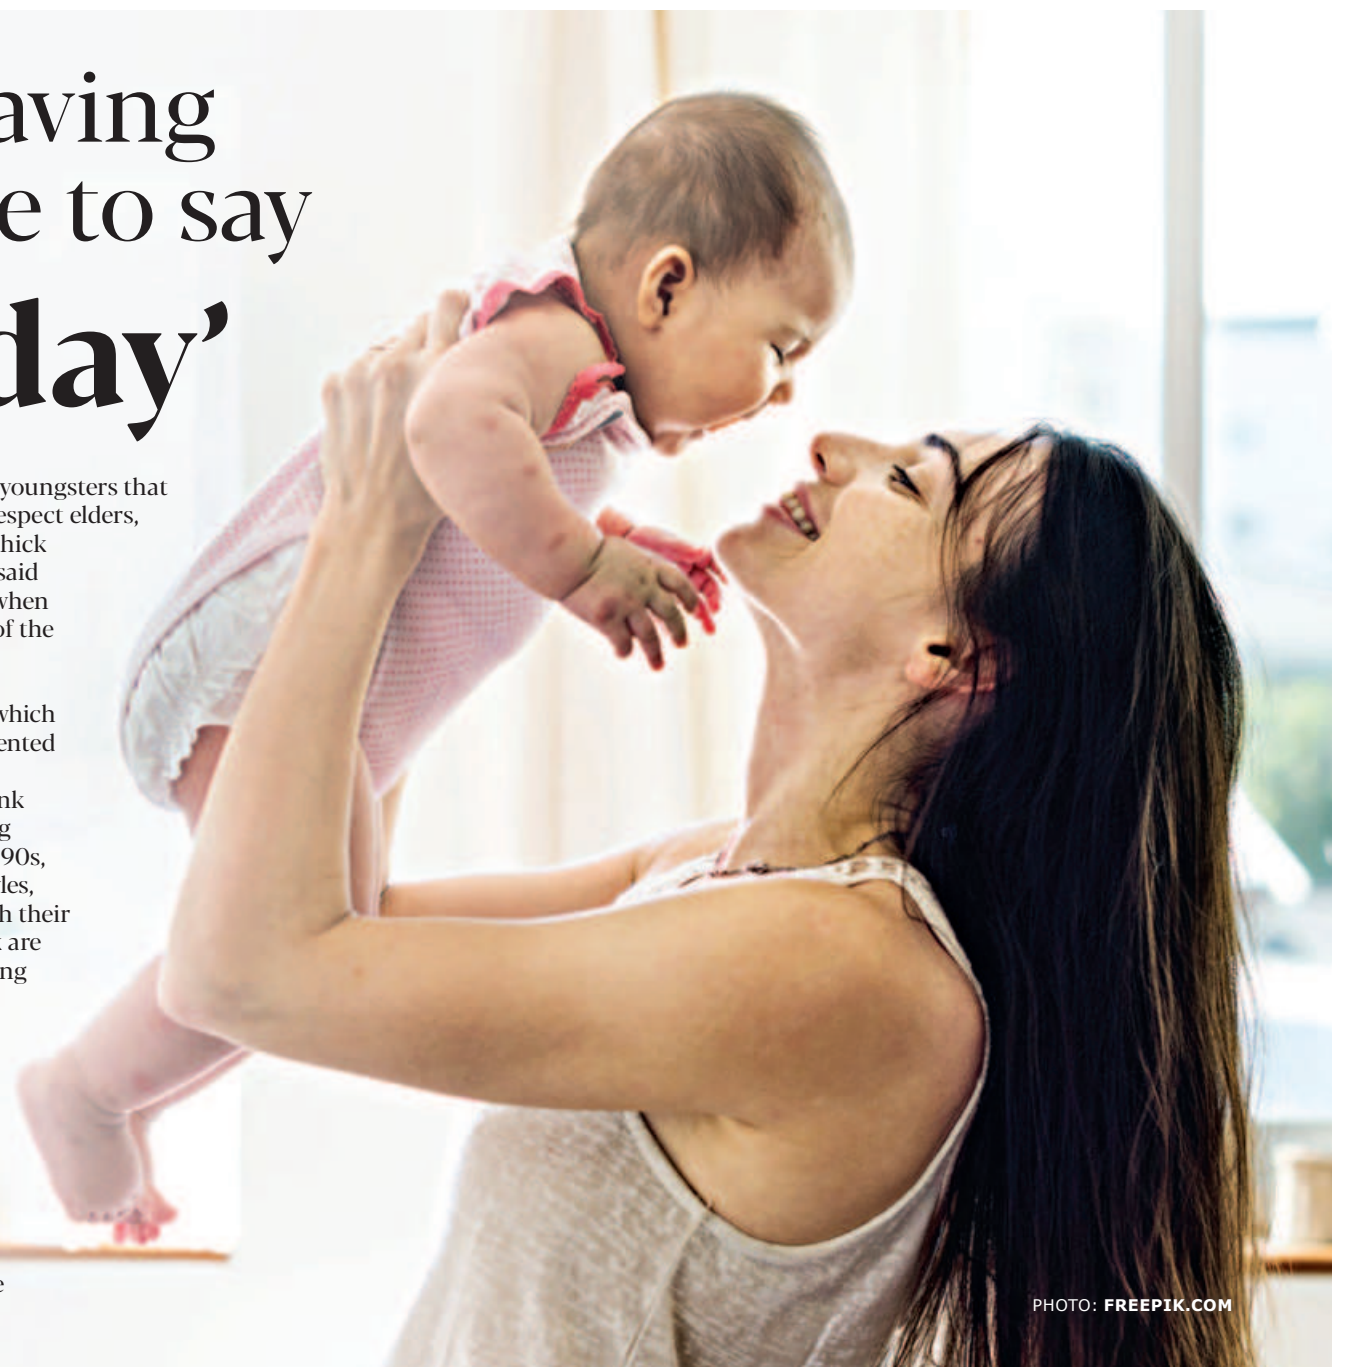 aving
e to say
day’
youngsters that
espect elders,
hick
said
when
of the
which
ented
nk
g
90s,
les,
h their
are
ng
e
PHOTO: FREEPIK.COM